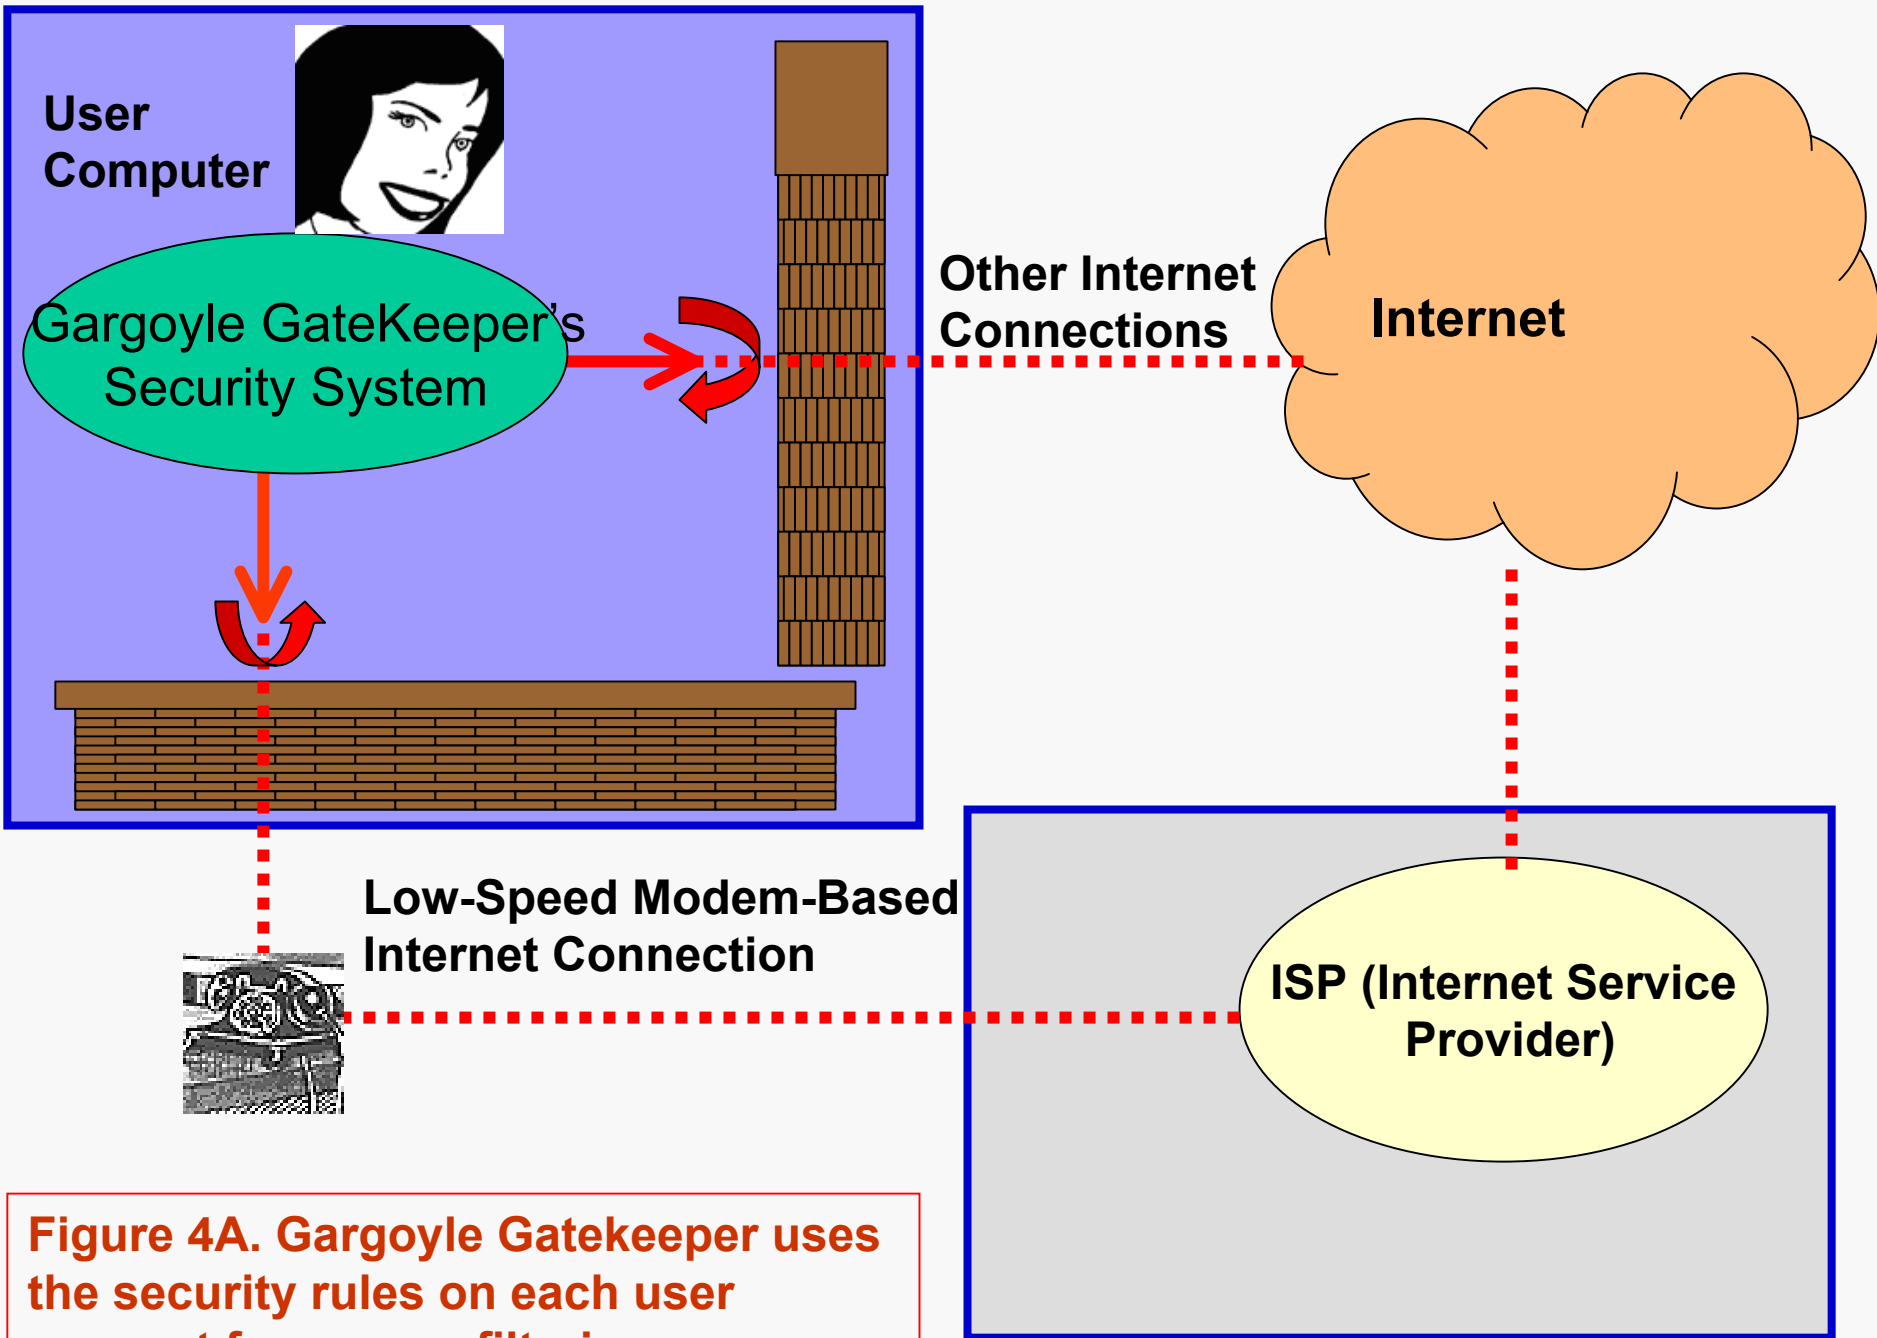 User
Computer
Gargoyle GateKeeper's
Security System
Other Internet
Connections
Internet
Low-Speed Modem-Based
Internet Connection
ISP (Internet Service
Provider)
Figure 4A. Gargoyle Gatekeeper uses
the security rules on each user